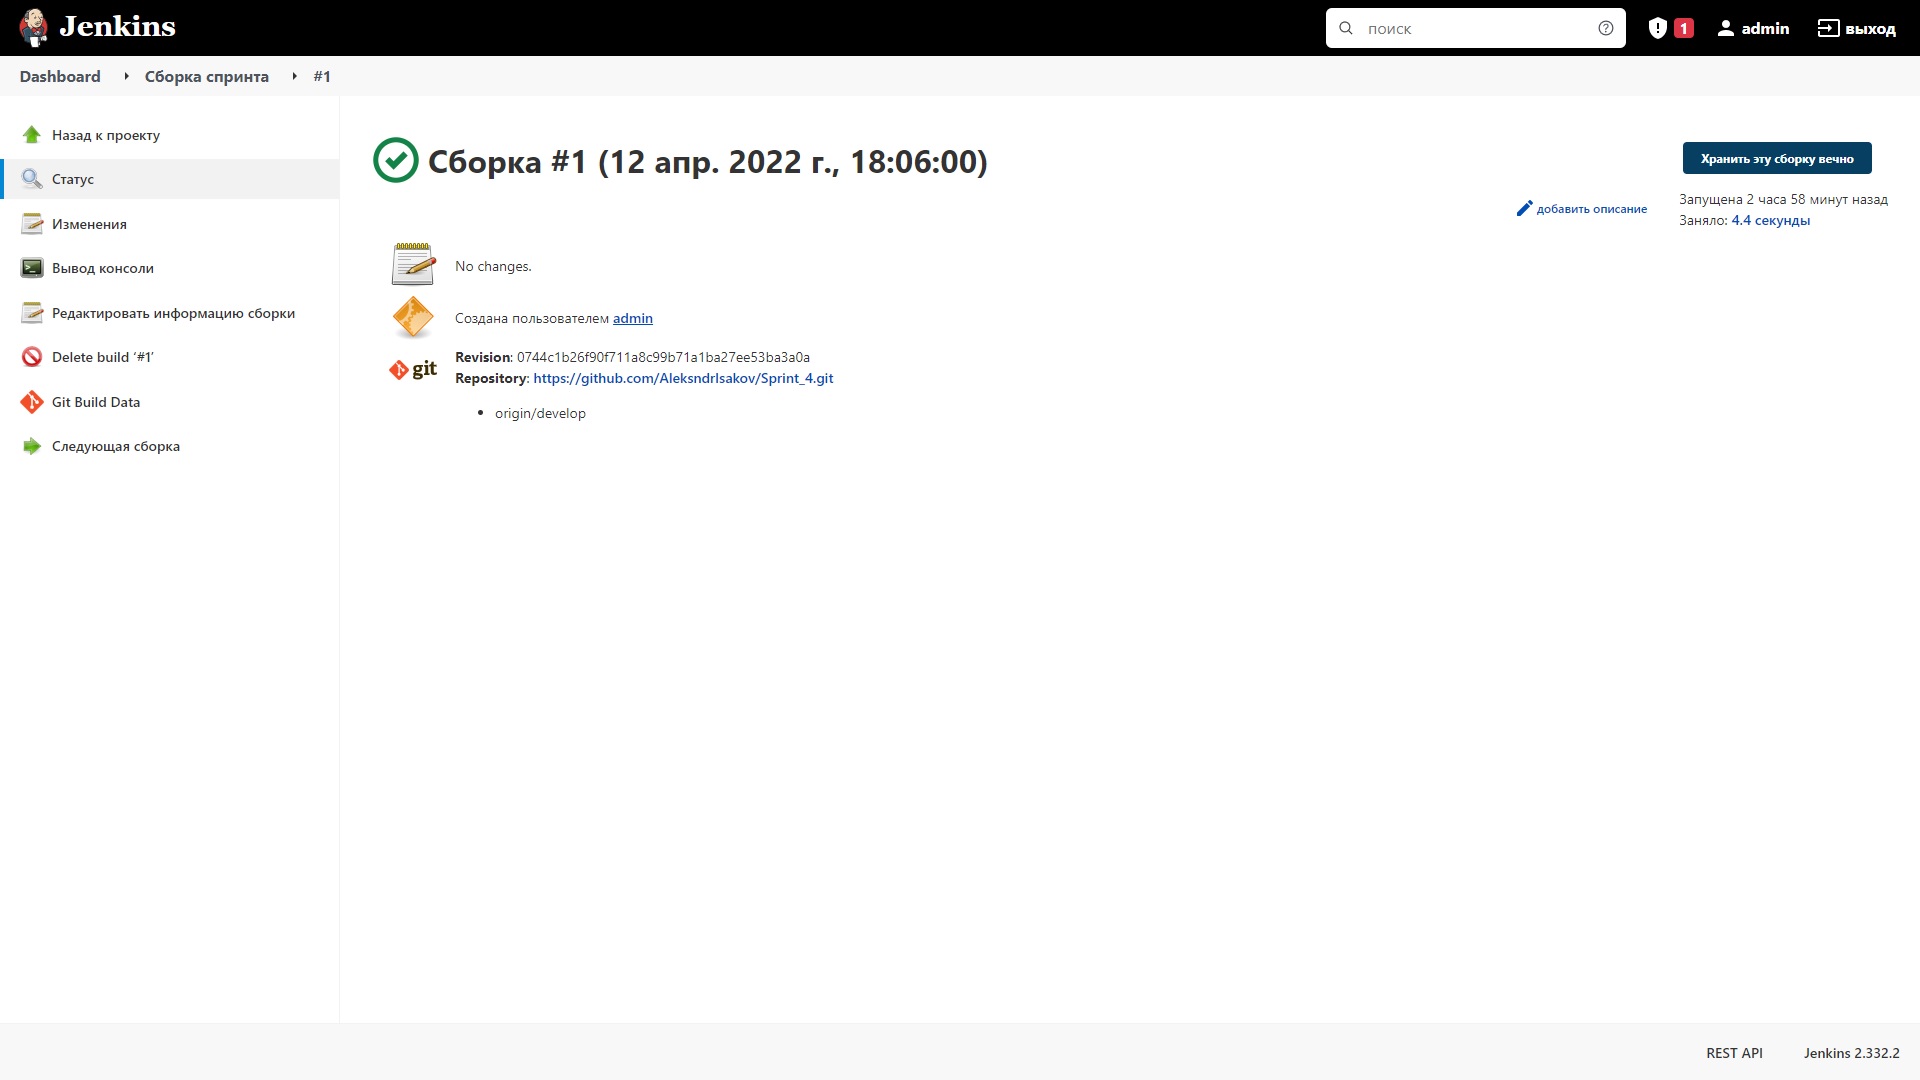 Jenkins
поиск
1
admin
выход
Dashboard
Сборка спринта
#1
Назад к проекту
Статус
Изменения
Вывод консоли
Редактировать информацию сборки
Delete build ‘#1’
Git Build Data
Следующая сборка
Сборка #1 (12 апр. 2022 г., 18:06:00)
Хранить эту сборку вечно
добавить описание
Запущена 2 часа 58 минут назад
Заняло: 4.4 секунды
No changes.
Создана пользователем admin
git
Revision: 0744c1b26f90f711a8c99b71a1ba27ee53ba3a0a
Repository: https://github.com/AleksndrIsakov/Sprint_4.git
origin/develop
REST API
Jenkins 2.332.2